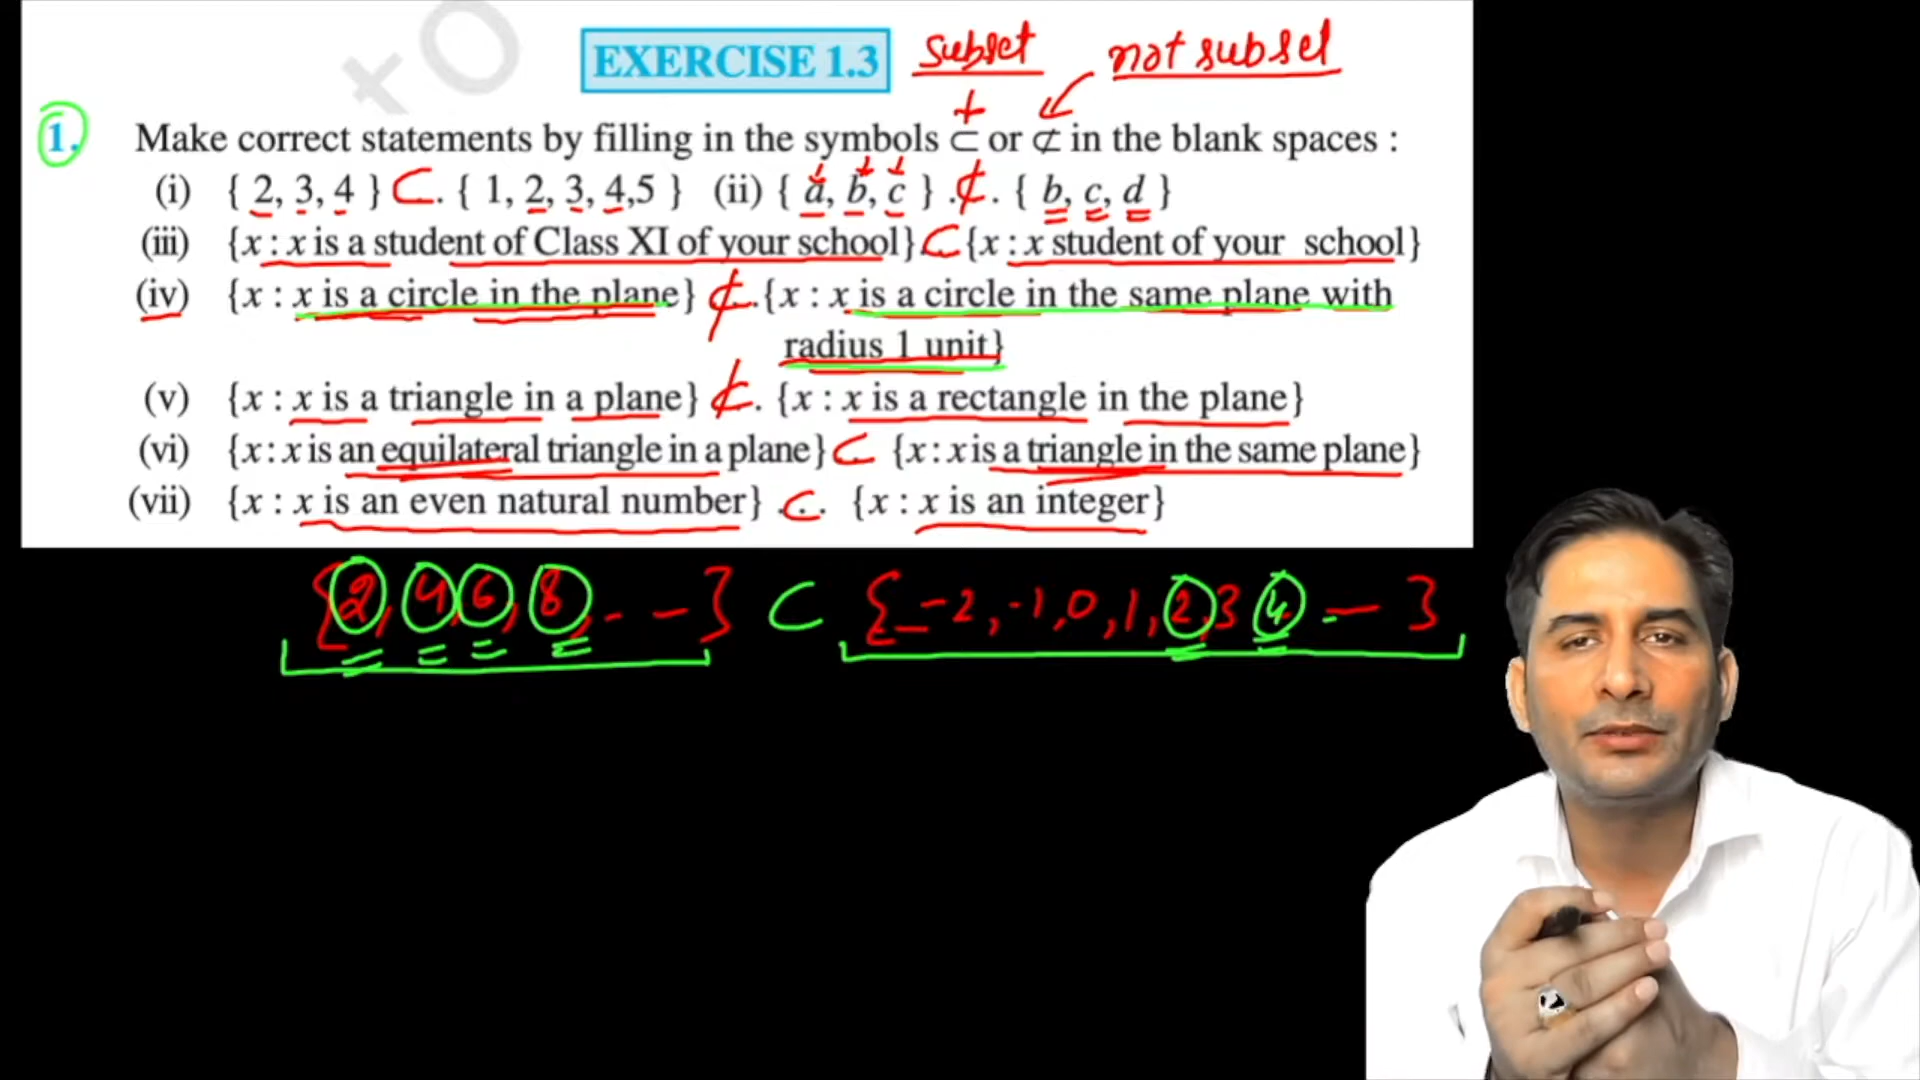 to
EXERCISE 1.3 subset not subset
1. Make correct statements by filling in the symbols ⊂ or ⊄ in the blank spaces :
(i) { 2, 3, 4 } ⊂ . { 1, 2, 3, 4,5 } (ii) { a, b, c } . ⊄ . { b, c, d }
(iii) {x : x is a student of Class XI of your school} ⊂ {x : x student of your school}
(iv) {x : x is a circle in the plane} ⊄ . {x : x is a circle in the same plane with
radius 1 unit}
(v) {x : x is a triangle in a plane} ⊄ . {x : x is a rectangle in the plane}
(vi) {x : x is an equilateral triangle in a plane} ⊂ {x : x is a triangle in the same plane}
(vii) {x : x is an even natural number} ⊂ . {x : x is an integer}
{2, 4, 6, 8, - - -} ⊂ {- -2, -1, 0, 1, 2, 3 4 - - }